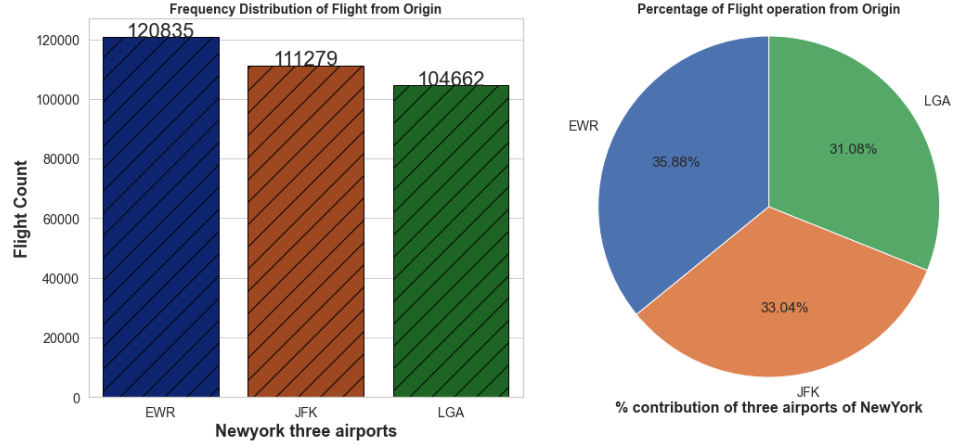 Frequency Distribution of Flight from Origin
120835
111279
104662
120000
100000
80000
60000
40000
20000
0
Flight Count
EWR
JFK
LGA
Newyork three airports
Percentage of Flight operation from Origin
EWR
LGA
35.88%
31.08%
33.04%
JFK
% contribution of three airports of NewYork